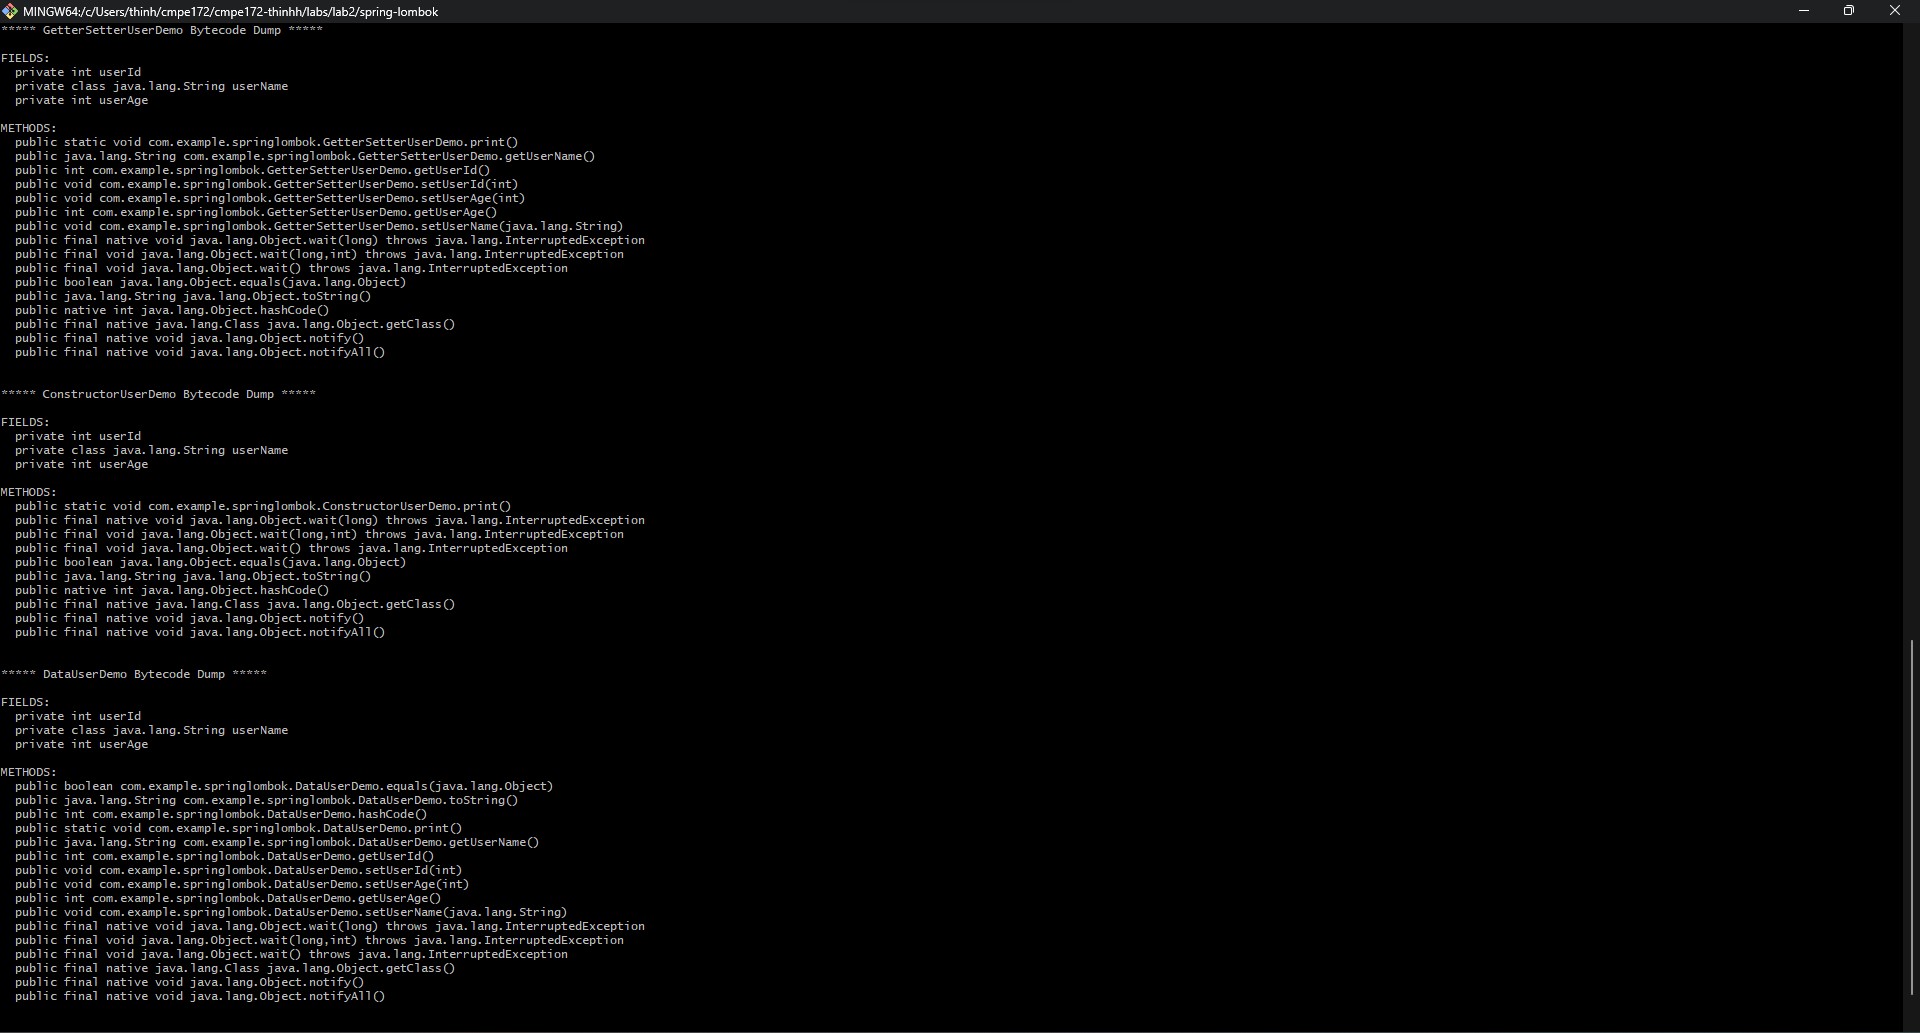 MINGW64:/c/Users/thinh/cmpe172/cmpe172-thinhh/labs/lab2/spring-lombok
***** GetterSetterUserDemo Bytecode Dump *****
FIELDS:
private int userId
private class java.lang.String userName
private int userAge
METHODS:
public static void com.example.springlombok.GetterSetterUserDemo.print()
public java.lang.String com.example.springlombok.GetterSetterUserDemo.getUserName()
public int com.example.springlombok.GetterSetterUserDemo.getUserId()
public void com.example.springlombok.GetterSetterUserDemo.setUserId(int)
public void com.example.springlombok.GetterSetterUserDemo.setUserAge(int)
public int com.example.springlombok.GetterSetterUserDemo.getUserAge()
public void com.example.springlombok.GetterSetterUserDemo.setUserName(java.lang.String)
public final native void java.lang.Object.wait(long) throws java.lang.InterruptedException
public final void java.lang.Object.wait(long,int) throws java.lang.InterruptedException
public final void java.lang.Object.wait() throws java.lang.InterruptedException
public boolean java.lang.Object.equals(java.lang.Object)
public java.lang.String java.lang.Object.toString()
public native int java.lang.Object.hashCode()
public final native java.lang.Class java.lang.Object.getClass()
public final native void java.lang.Object.notify()
public final native void java.lang.Object.notifyAll()
***** ConstructorUserDemo Bytecode Dump *****
FIELDS:
private int userId
private class java.lang.String userName
private int userAge
METHODS:
public static void com.example.springlombok.ConstructorUserDemo.print()
public final native void java.lang.Object.wait(long) throws java.lang.InterruptedException
public final void java.lang.Object.wait(long,int) throws java.lang.InterruptedException
public final void java.lang.Object.wait() throws java.lang.InterruptedException
public boolean java.lang.Object.equals(java.lang.Object)
public java.lang.String java.lang.Object.toString()
public native int java.lang.Object.hashCode()
public final native java.lang.Class java.lang.Object.getClass()
public final native void java.lang.Object.notify()
public final native void java.lang.Object.notifyAll()
***** DataUserDemo Bytecode Dump *****
FIELDS:
private int userId
private class java.lang.String userName
private int userAge
METHODS:
public boolean com.example.springlombok.DataUserDemo.equals(java.lang.Object)
public java.lang.String com.example.springlombok.DataUserDemo.toString()
public int com.example.springlombok.DataUserDemo.hashCode()
public static void com.example.springlombok.DataUserDemo.print()
public java.lang.String com.example.springlombok.DataUserDemo.getUserName()
public int com.example.springlombok.DataUserDemo.getUserId()
public void com.example.springlombok.DataUserDemo.setUserId(int)
public void com.example.springlombok.DataUserDemo.setUserAge(int)
public int com.example.springlombok.DataUserDemo.getUserAge()
public void com.example.springlombok.DataUserDemo.setUserName(java.lang.String)
public final native void java.lang.Object.wait(long) throws java.lang.InterruptedException
public final void java.lang.Object.wait(long,int) throws java.lang.InterruptedException
public final void java.lang.Object.wait() throws java.lang.InterruptedException
public final native java.lang.Class java.lang.Object.getClass()
public final native void java.lang.Object.notify()
public final native void java.lang.Object.notifyAll()